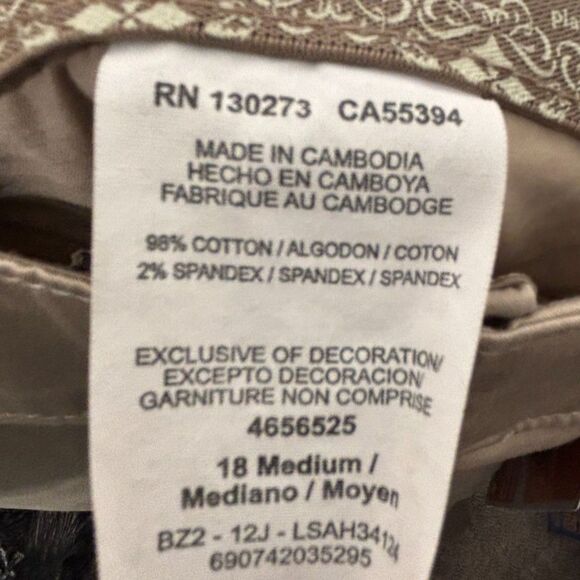 Pla
RN 130273 CA55394
MADE IN CAMBODIA
HECHO EN CAMBOYA
FABRIQUE AU CAMBODGE
98% COTTON / ALGODON / COTON
2% SPANDEX / SPANDEX / SPANDEX
EXCLUSIVE OF DECORATION/
EXCEPTO DECORACION/
GARNITURE NON COMPRISE
4656525
18 Medium /
Mediano / Moyen
BZ2 - 12J - LSAH34124
690742035295